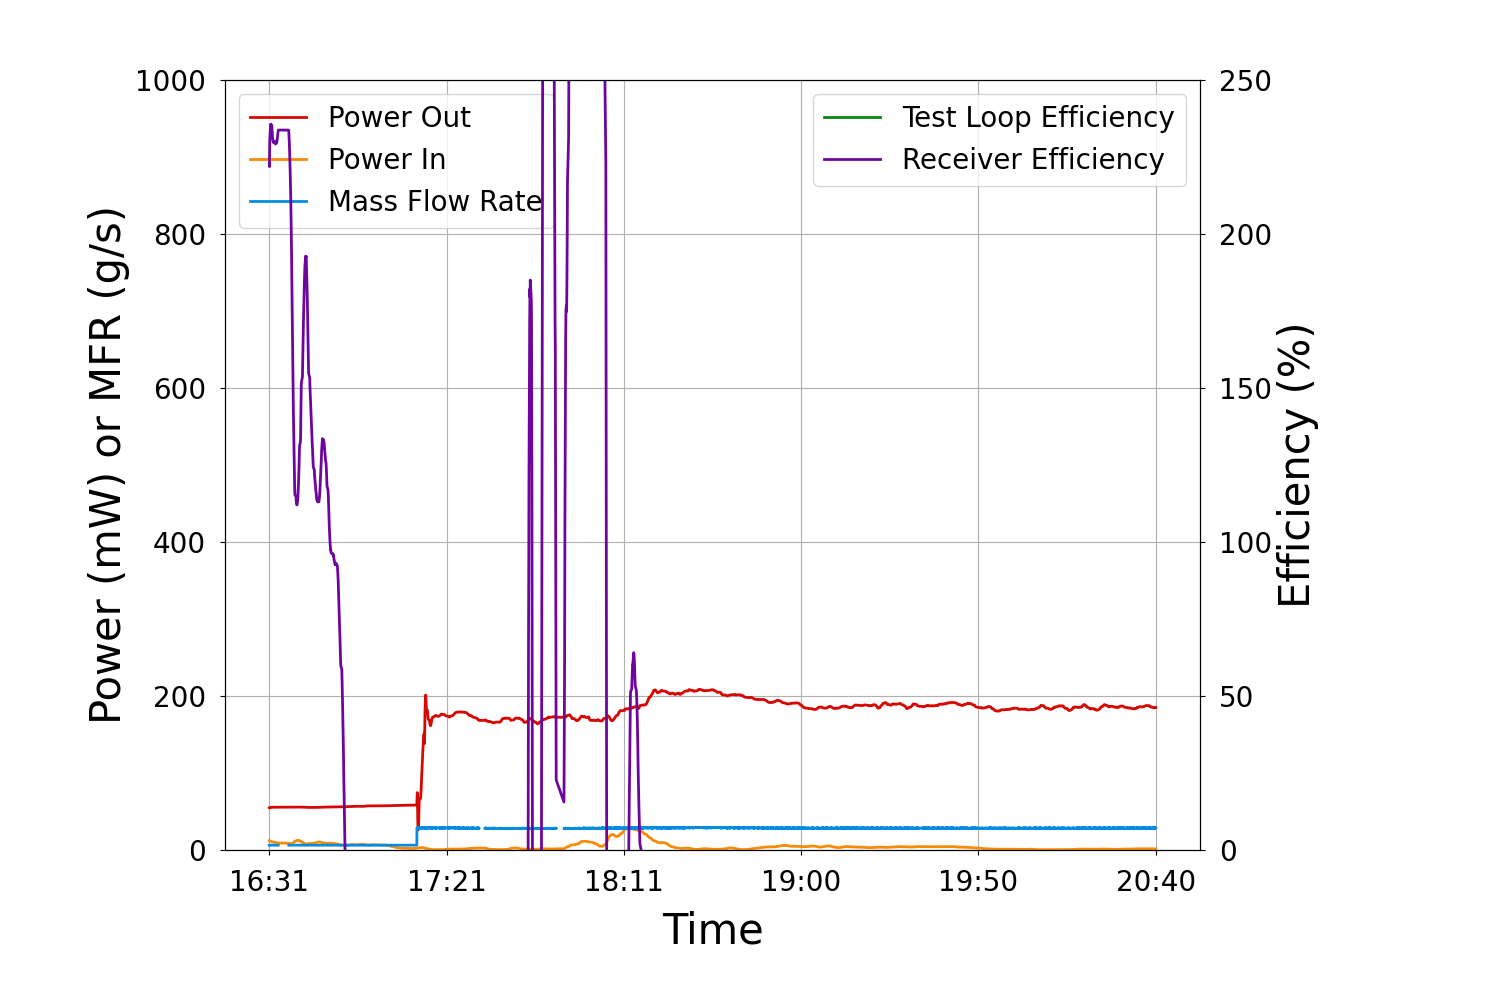 1000
800
600
400
200
0
Power (mW) or MFR (g/s)
Power Out
Power In
Mass Flow Rate
Test Loop Efficiency
Receiver Efficiency
250
200
150
100
50
0
Efficiency (%)
16:31
17:21
18:11
19:00
19:50
20:40
Time